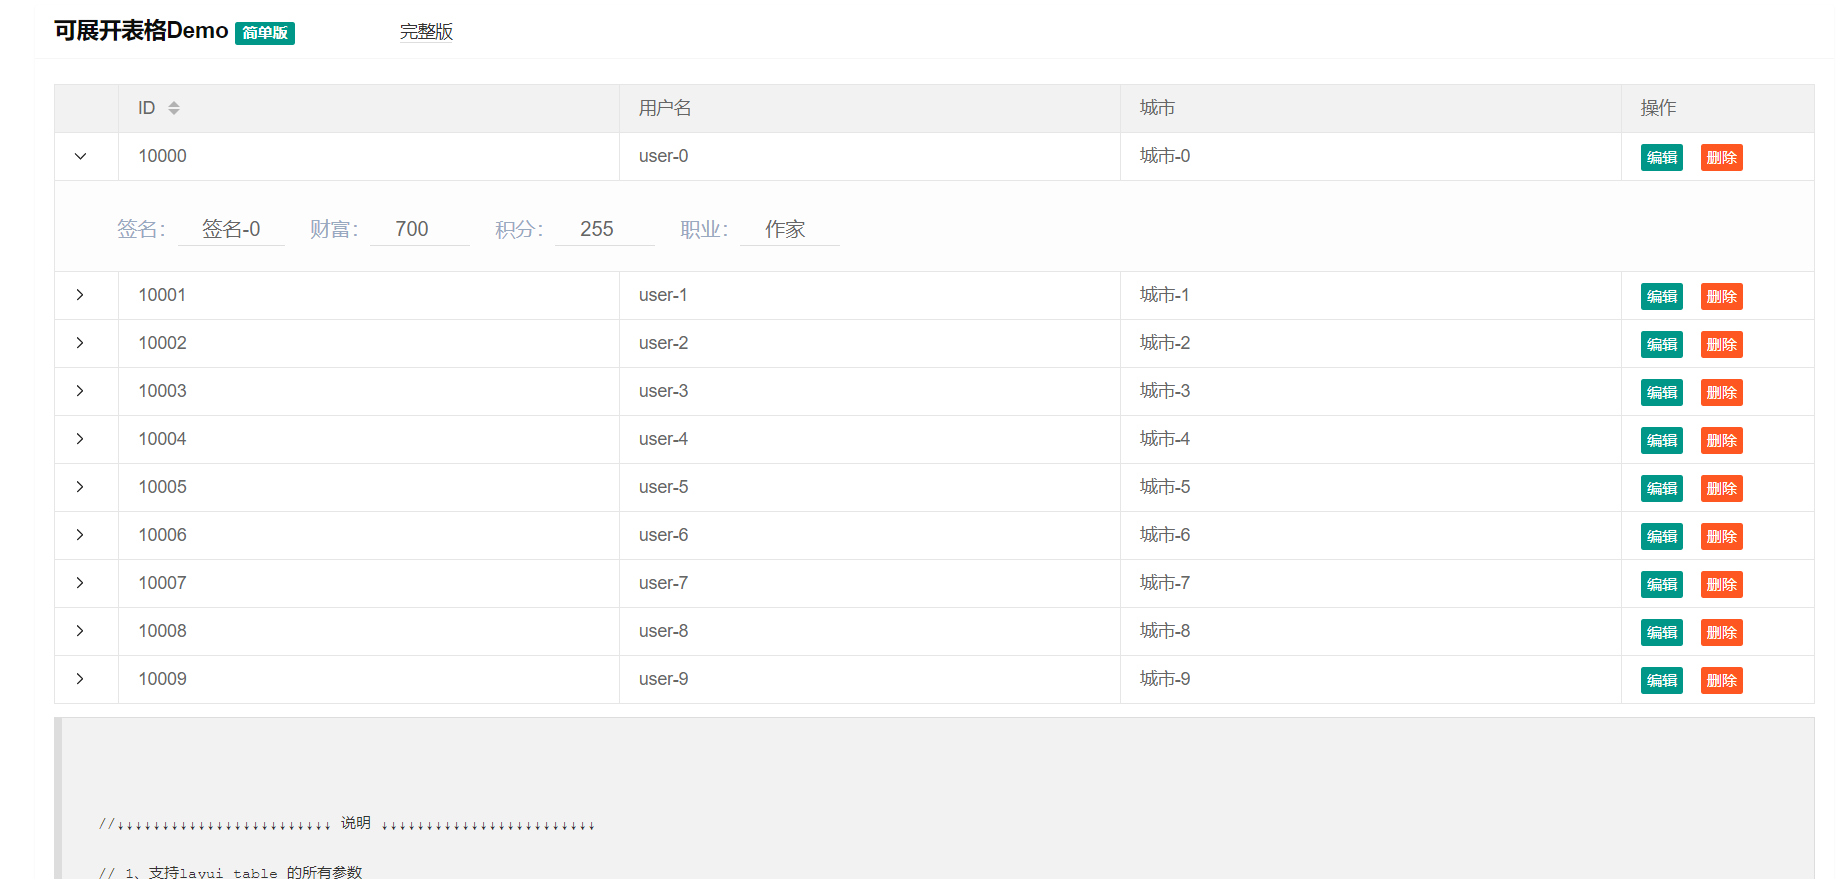 可展开表格Demo 简单版 完整版
ID 用户名 城市 操作
10000 user-0 城市-0 编辑 删除
签名： 签名-0 财富： 700 积分： 255 职业： 作家
10001 user-1 城市-1 编辑 删除
10002 user-2 城市-2 编辑 删除
10003 user-3 城市-3 编辑 删除
10004 user-4 城市-4 编辑 删除
10005 user-5 城市-5 编辑 删除
10006 user-6 城市-6 编辑 删除
10007 user-7 城市-7 编辑 删除
10008 user-8 城市-8 编辑 删除
10009 user-9 城市-9 编辑 删除
//↓↓↓↓↓↓↓↓↓↓↓↓↓↓↓↓↓↓↓↓↓↓↓↓ 说明 ↓↓↓↓↓↓↓↓↓↓↓↓↓↓↓↓↓↓↓↓↓↓↓↓
// 1、支持layui table 的所有参数